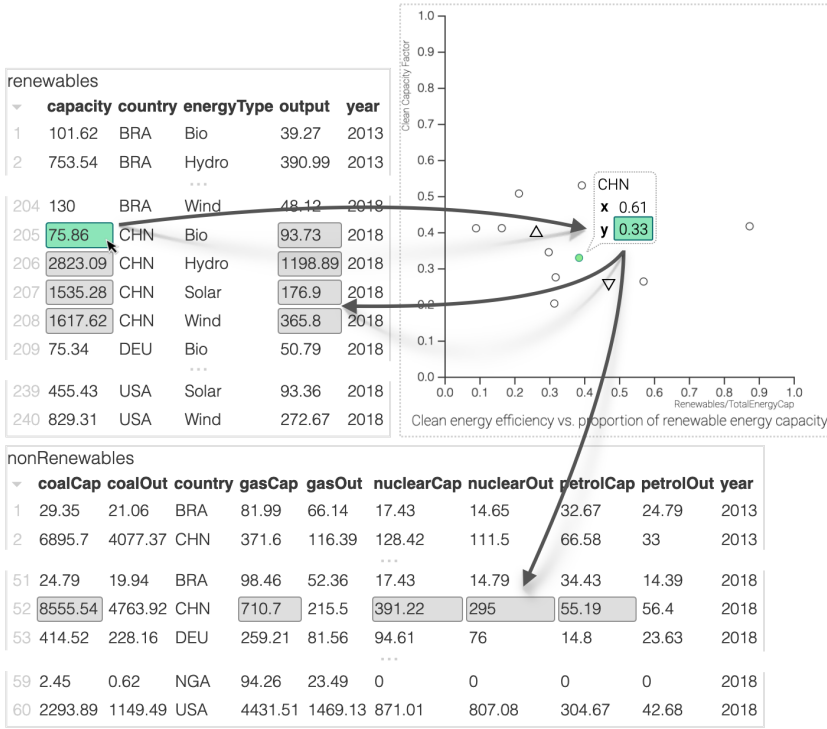 renewables
capacity country energyType output year
1 101.62 BRA Bio 39.27 2013
2 753.54 BRA Hydro 390.99 2013
...
204 130 BRA Wind 48.12 2018
205 75.86 CHN Bio 93.73 2018
206 2823.09 CHN Hydro 1198.89 2018
207 1535.28 CHN Solar 176.9 2018
208 1617.62 CHN Wind 365.8 2018
209 75.34 DEU Bio 50.79 2018
...
239 455.43 USA Solar 93.36 2018
240 829.31 USA Wind 272.67 2018
Clean Capacity Factor
1.0
0.9
0.8
0.7
0.6
0.5
0.4
0.3
0.2
0.1
0.0
CHN
x 0.61
y 0.33
0.0 0.1 0.2 0.3 0.4 0.5 0.6 0.7 0.8 0.9 1.0
Renewables/TotalEnergyCap
Clean energy efficiency vs. proportion of renewable energy capacity
nonRenewables
coalCap coalOut country gasCap gasOut nuclearCap nuclearOut petrolCap petrolOut year
1 29.35 21.06 BRA 81.99 66.14 17.43 14.65 32.67 24.79 2013
2 6895.7 4077.37 CHN 371.6 116.39 128.42 111.5 66.58 33 2013
...
51 24.79 19.94 BRA 98.46 52.36 17.43 14.79 34.43 14.39 2018
52 8555.54 4763.92 CHN 710.7 215.5 391.22 295 55.19 56.4 2018
53 414.52 228.16 DEU 259.21 81.56 94.61 76 14.8 23.63 2018
...
59 2.45 0.62 NGA 94.26 23.49 0 0 0 0 2018
60 2293.89 1149.49 USA 4431.51 1469.13 871.01 807.08 304.67 42.68 2018